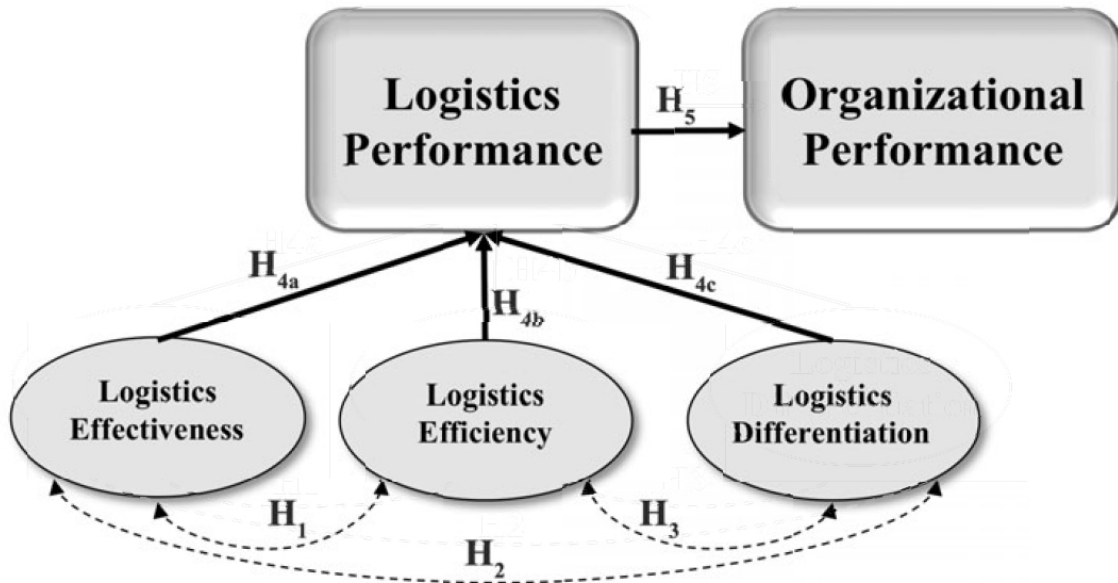 Logistics
Performance
H5
Organizational
Performance
H4a
H4b
H4c
Logistics
Effectiveness
Logistics
Efficiency
Logistics
Differentiation
H1
H2
H3